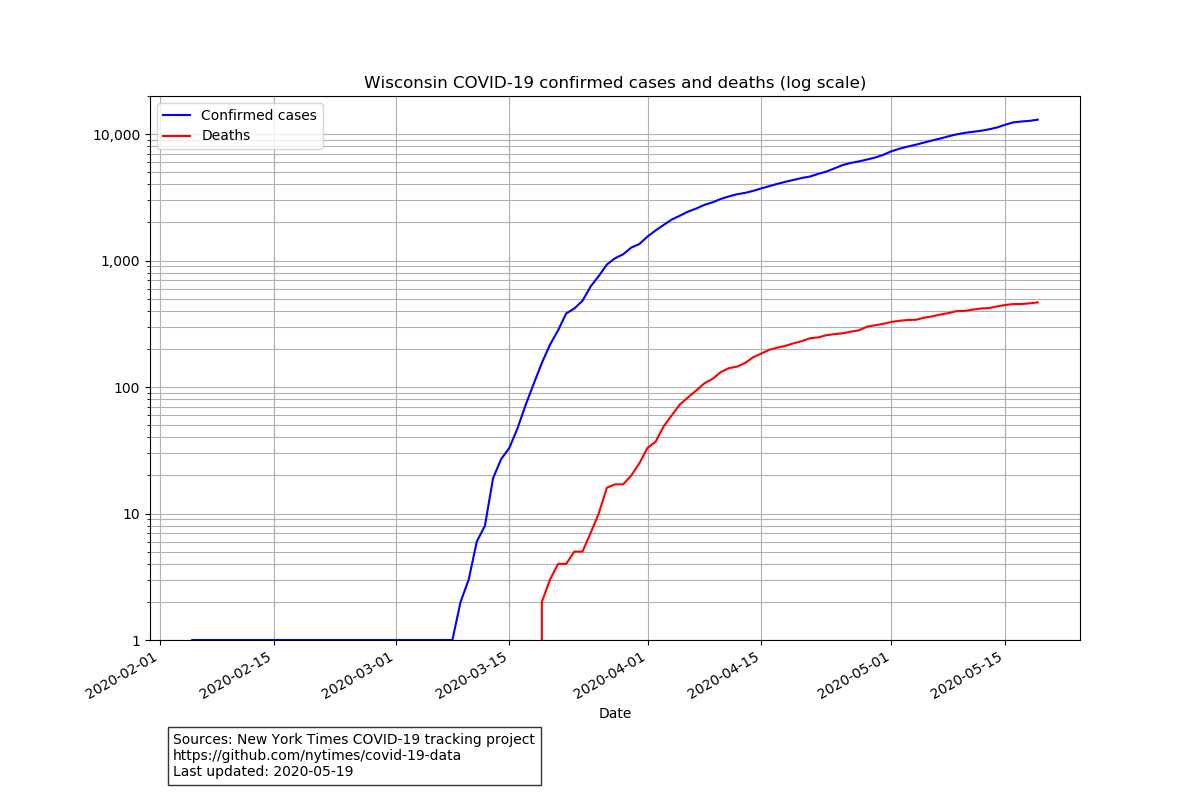 Wisconsin COVID-19 confirmed cases and deaths (log scale)
Confirmed cases
Deaths
10,000
1,000
100
10
1
2020-02-01
2020-02-15
2020-03-01
2020-03-15
2020-04-01
2020-04-15
2020-05-01
2020-05-15
Date
Sources: New York Times COVID-19 tracking project
https://github.com/nytimes/covid-19-data
Last updated: 2020-05-19